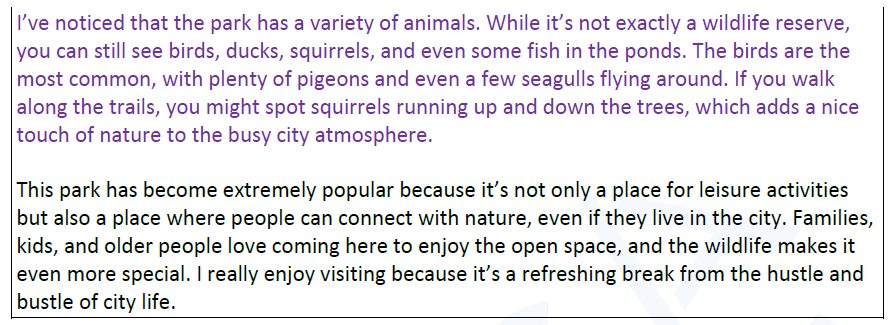 I’ve noticed that the park has a variety of animals. While it’s not exactly a wildlife reserve,
you can still see birds, ducks, squirrels, and even some fish in the ponds. The birds are the
most common, with plenty of pigeons and even a few seagulls flying around. If you walk
along the trails, you might spot squirrels running up and down the trees, which adds a nice
touch of nature to the busy city atmosphere.
This park has become extremely popular because it’s not only a place for leisure activities
but also a place where people can connect with nature, even if they live in the city. Families,
kids, and older people love coming here to enjoy the open space, and the wildlife makes it
even more special. I really enjoy visiting because it’s a refreshing break from the hustle and
bustle of city life.